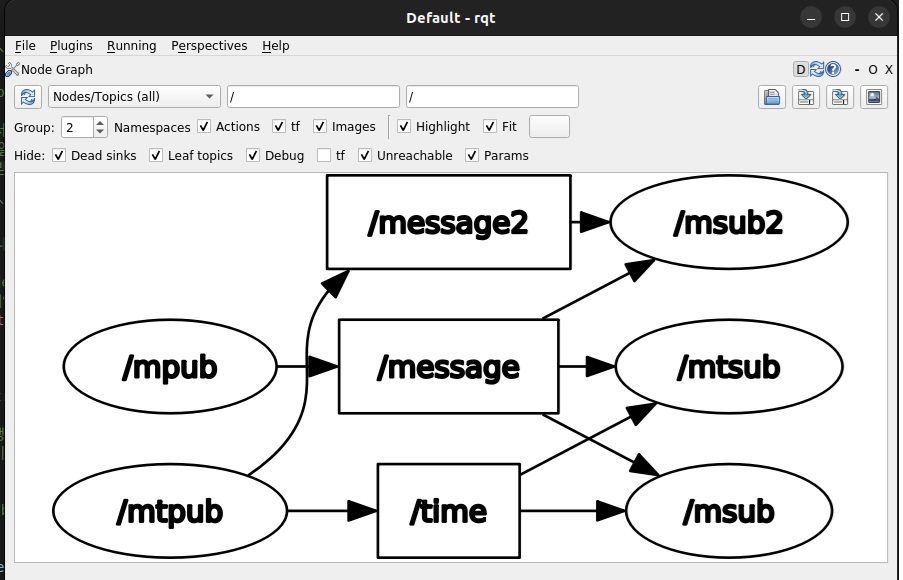 Default - rqt
File Plugins Running Perspectives Help
Node Graph D - O X
Nodes/Topics (all) / /
Group: 2 Namespaces Actions tf Images Highlight Fit
Hide: Dead sinks Leaf topics Debug tf Unreachable Params
/message2 /msub2
/mpub /message /mtsub
/mtpub /time /msub